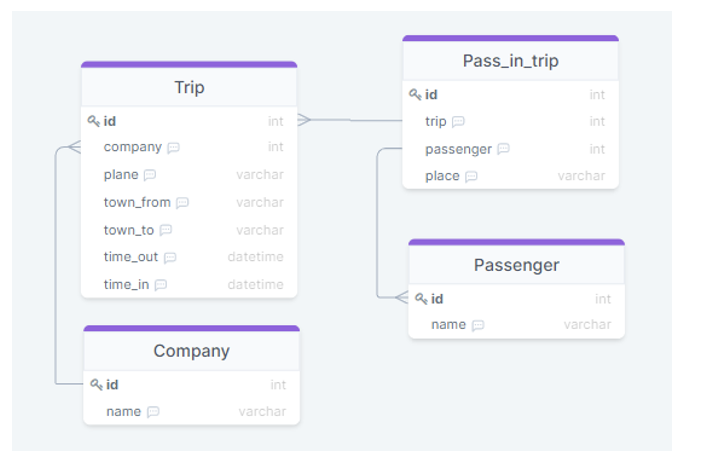 Trip
id int
company int
plane varchar
town_from varchar
town_to varchar
time_out datetime
time_in datetime
Company
id int
name varchar
Pass_in_trip
id int
trip int
passenger int
place varchar
Passenger
id int
name varchar